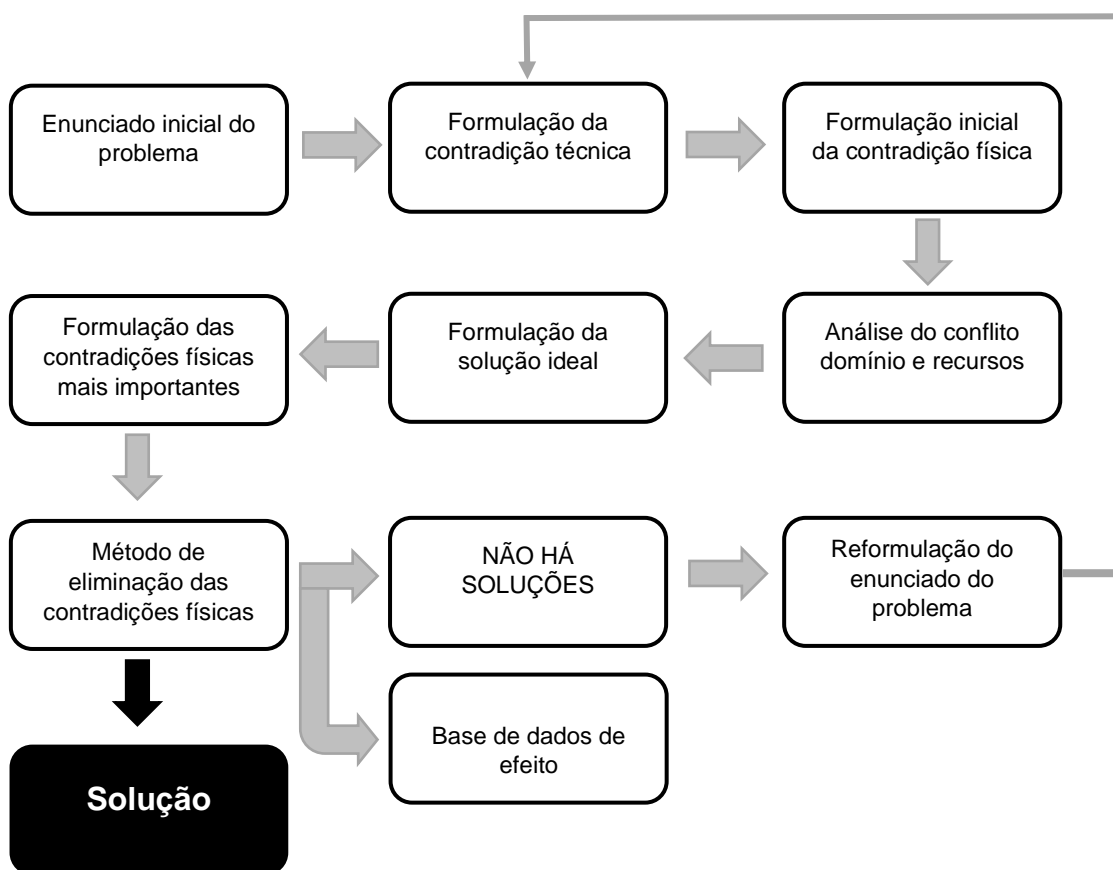 Enunciado inicial do
problema
Formulação da
contradição técnica
Formulação inicial
da contradição física
Formulação das
contradições físicas
mais importantes
Formulação da
solução ideal
Análise do conflito
domínio e recursos
Método de
eliminação das
contradições físicas
NÃO HÁ
SOLUÇÕES
Reformulação do
enunciado do
problema
Base de dados de
efeito
Solução